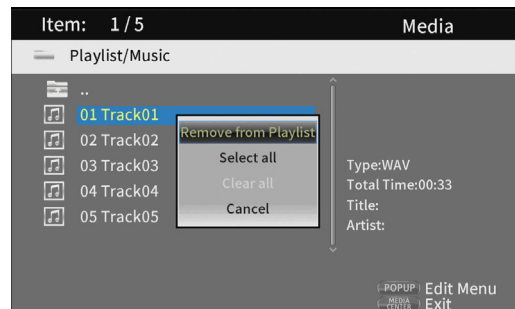 Item: 1/5 Media
Playlist/Music
..
01 Track01
02 Track02
03 Track03
04 Track04
05 Track05
Remove from Playlist
Select all
Clear all
Cancel
Type:WAV
Total Time:00:33
Title:
Artist:
POPUP Edit Menu
MEDIA CENTER Exit